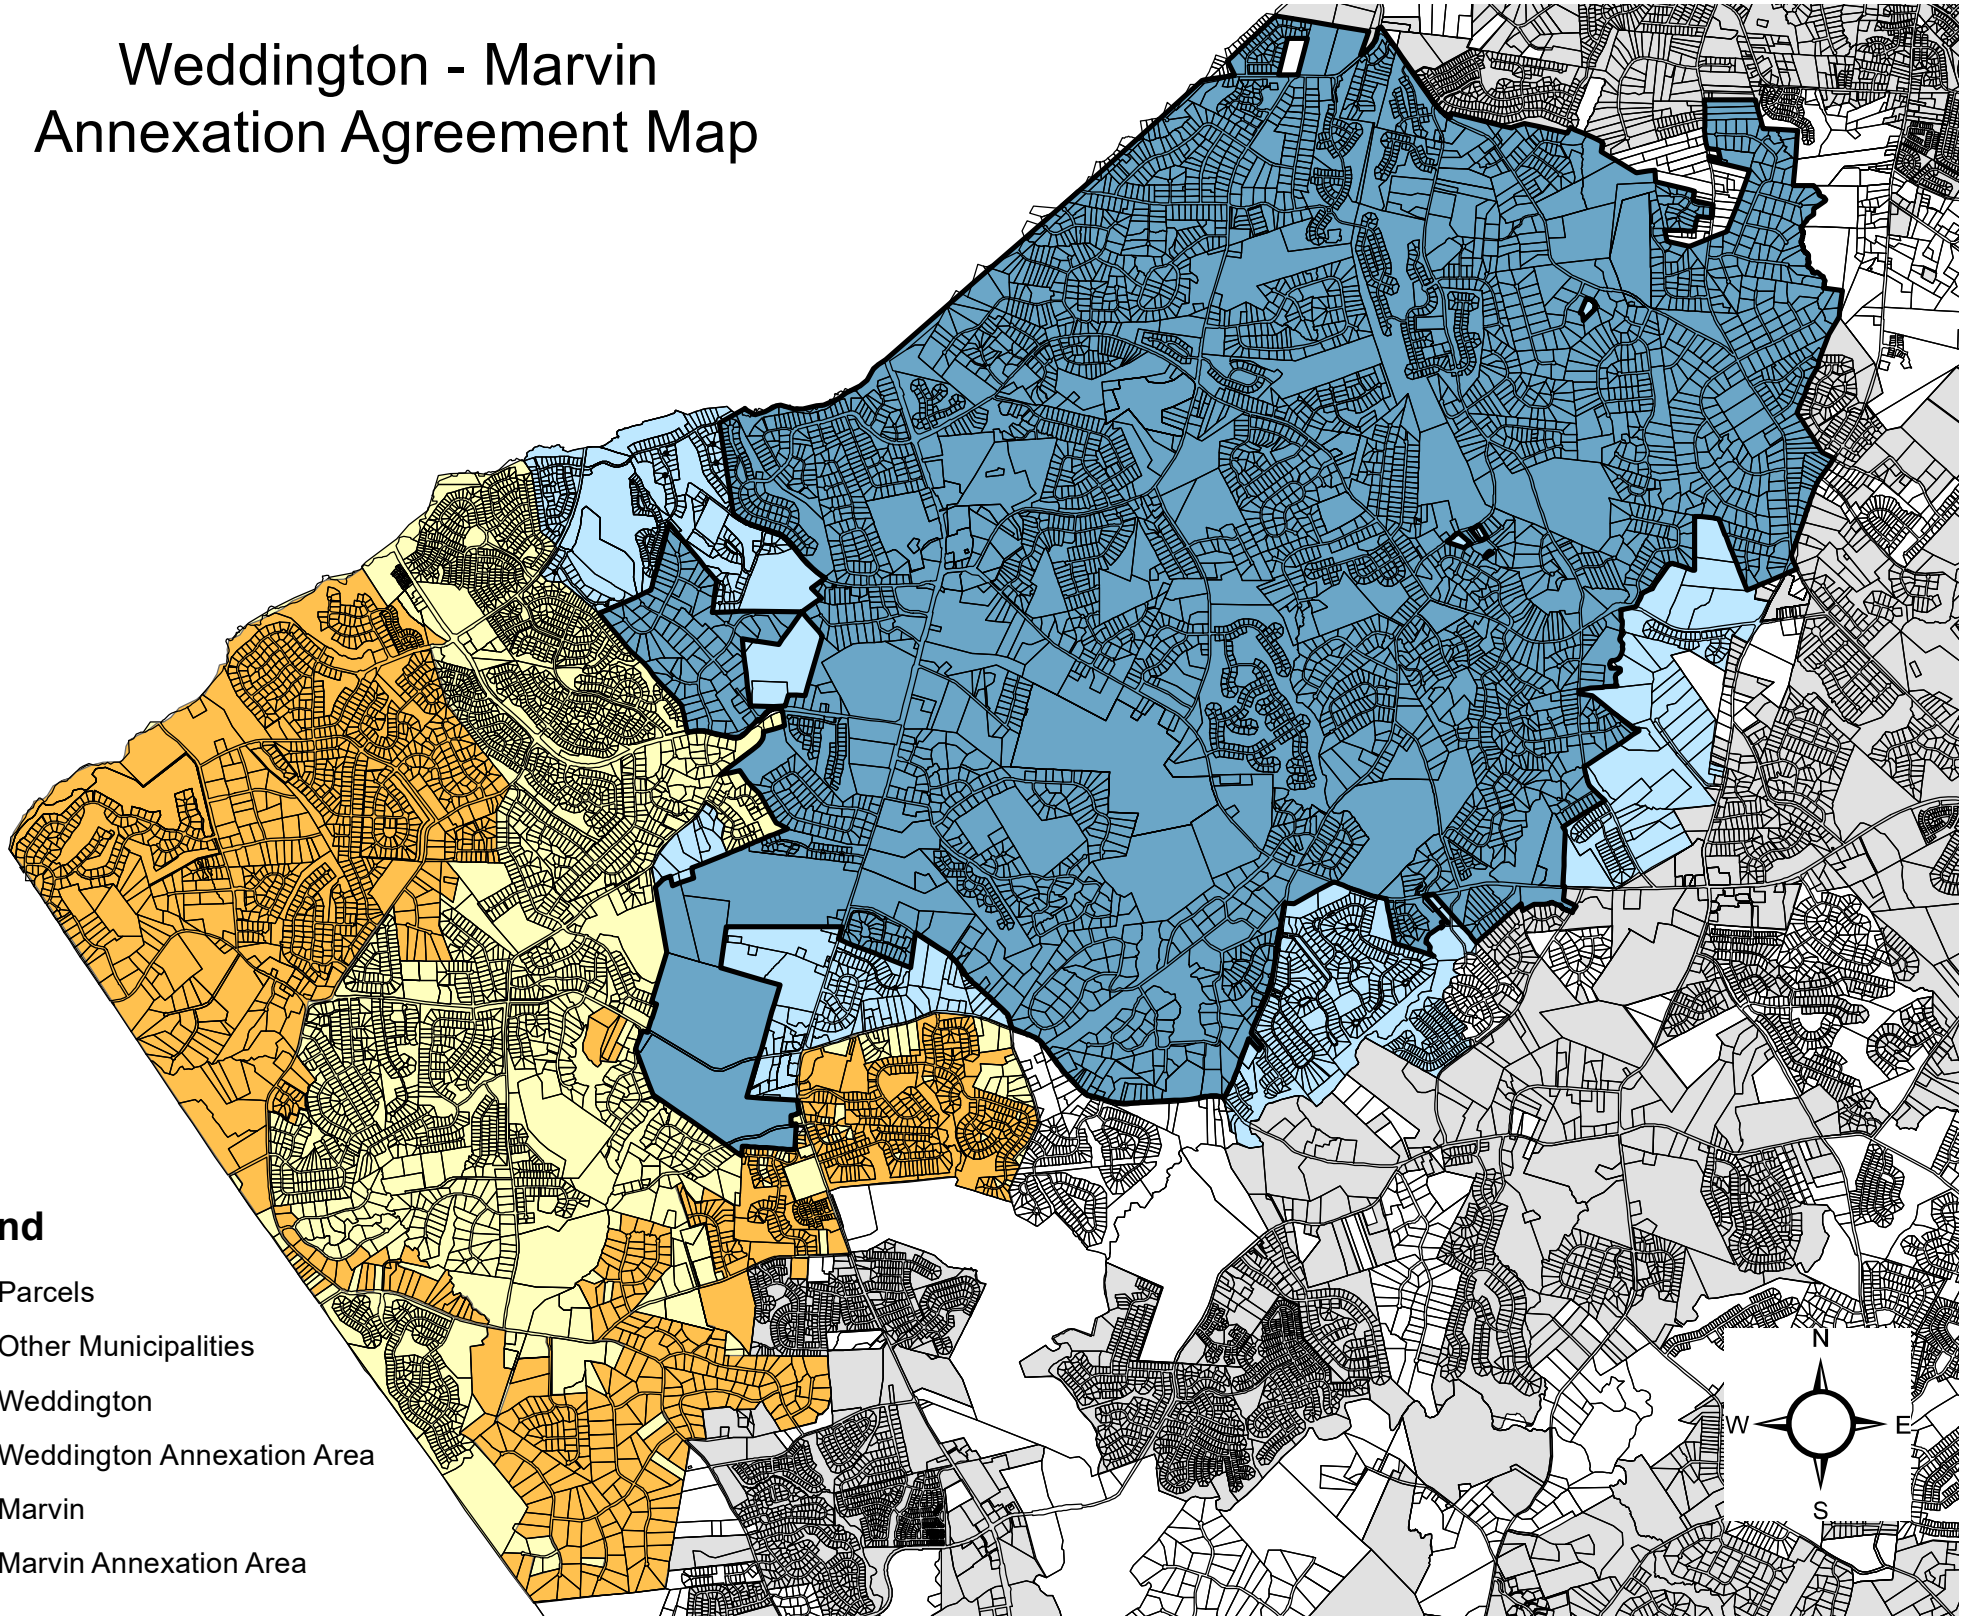 Weddington - Marvin
Annexation Agreement Map
nd
Parcels
Other Municipalities
Weddington
Weddington Annexation Area
Marvin
Marvin Annexation Area
N
W E
S